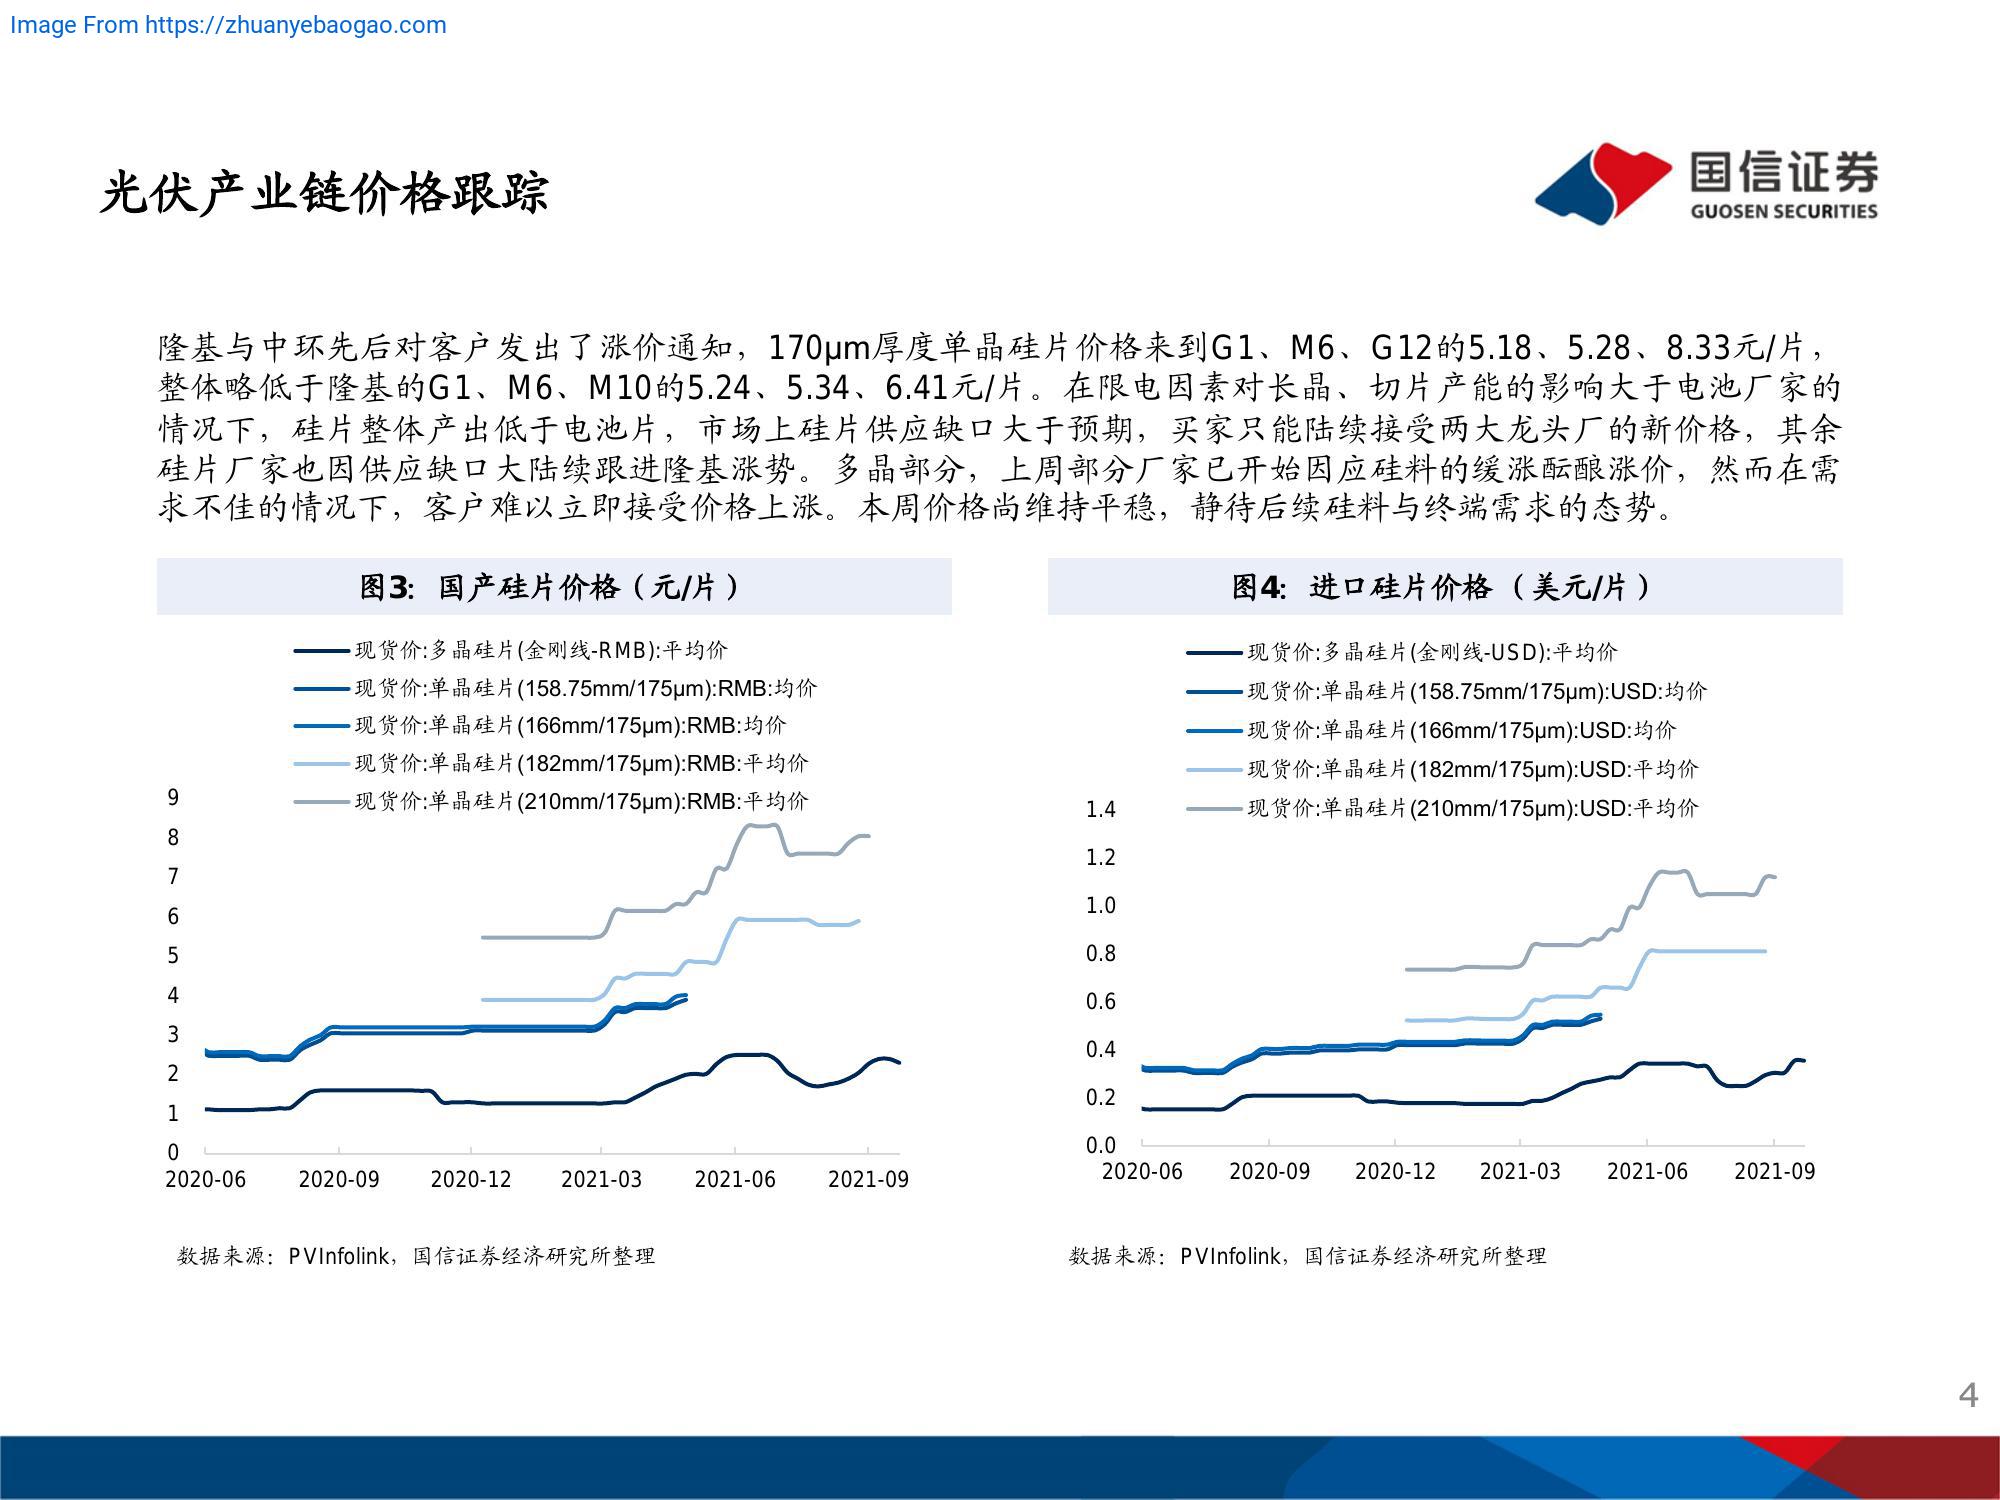 Image From https://zhuanyebaogao.com
光伏产业链价格跟踪
国信证券
GUOSEN SECURITIES
隆基与中环先后对客户发出了涨价通知，170μm厚度单晶硅片价格来到G1、M6、G12的5.18、5.28、8.33元/片，
整体略低于隆基的G1、M6、M10的5.24、5.34、6.41元/片。在限电因素对长晶、切片产能的影响大于电池厂家的
情况下，硅片整体产出低于电池片，市场上硅片供应缺口大于预期，买家只能陆续接受两大龙头厂的新价格，其余
硅片厂家也因供应缺口大陆续跟进隆基涨势。多晶部分，上周部分厂家已开始因应硅料的缓涨酝酿涨价，然而在需
求不佳的情况下，客户难以立即接受价格上涨。本周价格尚维持平稳，静待后续硅料与终端需求的态势。
图3：国产硅片价格（元/片）
现货价:多晶硅片(金刚线-RMB):平均价
现货价:单晶硅片(158.75mm/175μm):RMB:均价
现货价:单晶硅片(166mm/175μm):RMB:均价
现货价:单晶硅片(182mm/175μm):RMB:平均价
现货价:单晶硅片(210mm/175μm):RMB:平均价
9
8
7
6
5
4
3
2
1
0
2020-06 2020-09 2020-12 2021-03 2021-06 2021-09
数据来源：PVInfolink，国信证券经济研究所整理
图4：进口硅片价格 （美元/片）
现货价:多晶硅片(金刚线-USD):平均价
现货价:单晶硅片(158.75mm/175μm):USD:均价
现货价:单晶硅片(166mm/175μm):USD:均价
现货价:单晶硅片(182mm/175μm):USD:平均价
现货价:单晶硅片(210mm/175μm):USD:平均价
1.4
1.2
1.0
0.8
0.6
0.4
0.2
0.0
2020-06 2020-09 2020-12 2021-03 2021-06 2021-09
数据来源：PVInfolink，国信证券经济研究所整理
4